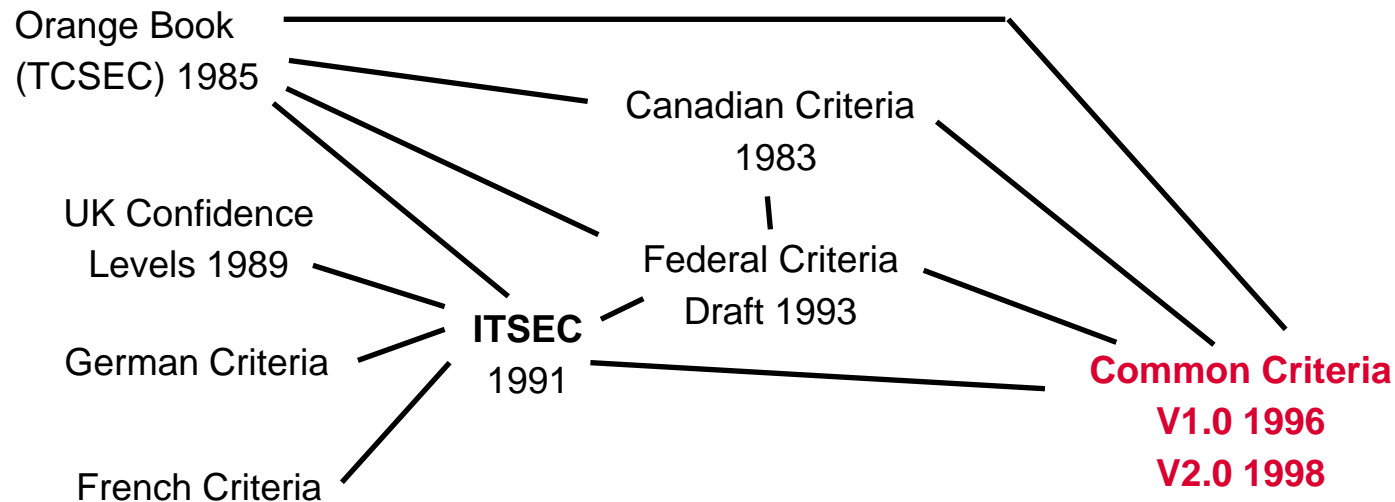 Orange Book
(TCSEC) 1985
Canadian Criteria
1983
UK Confidence
Levels 1989
Federal Criteria
Draft 1993
ITSEC
1991
German Criteria
French Criteria
Common Criteria
V1.0 1996
V2.0 1998